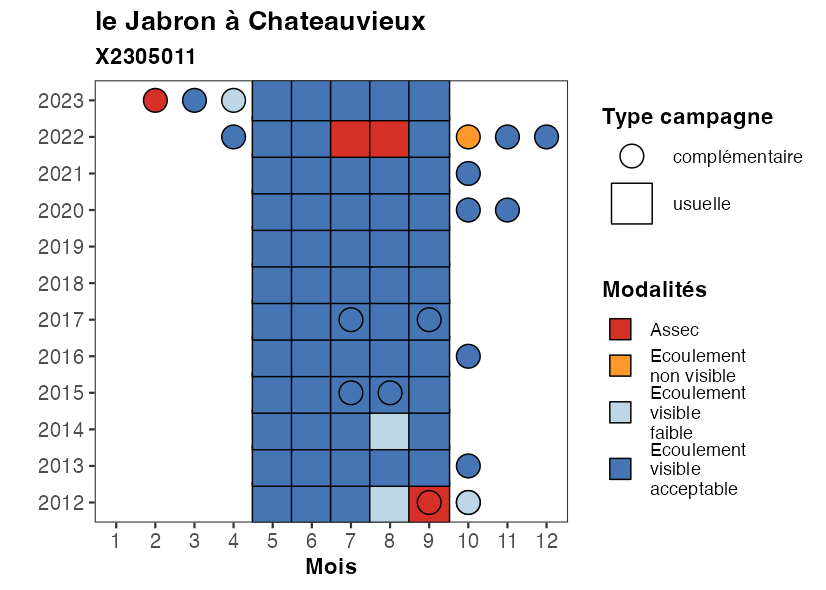 le Jabron à Chateauvieux
X2305011
2023
2022
2021
2020
2019
2018
2017
2016
2015
2014
2013
2012
1 2 3 4 5 6 7 8 9 10 11 12
Mois
Type campagne
complémentaire
usuelle
Modalités
Assec
Ecoulement
non visible
Ecoulement
visible
faible
Ecoulement
visible
acceptable